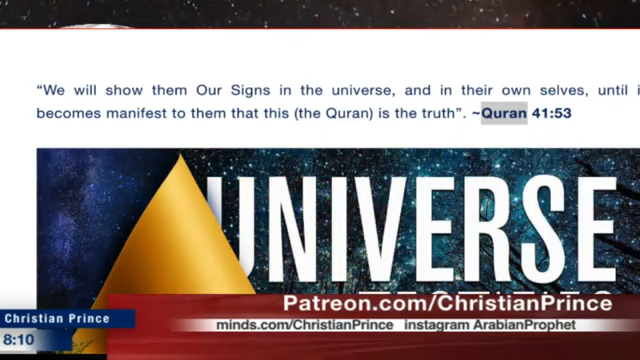 “We will show them Our Signs in the universe, and in their own selves, until i
becomes manifest to them that this (the Quran) is the truth”. ~Quran 41:53
UNIVERSE
Patreon.com/ChristianPrince
Christian Prince
minds.com/ChristianPrince instagram ArabianProphet
8:10